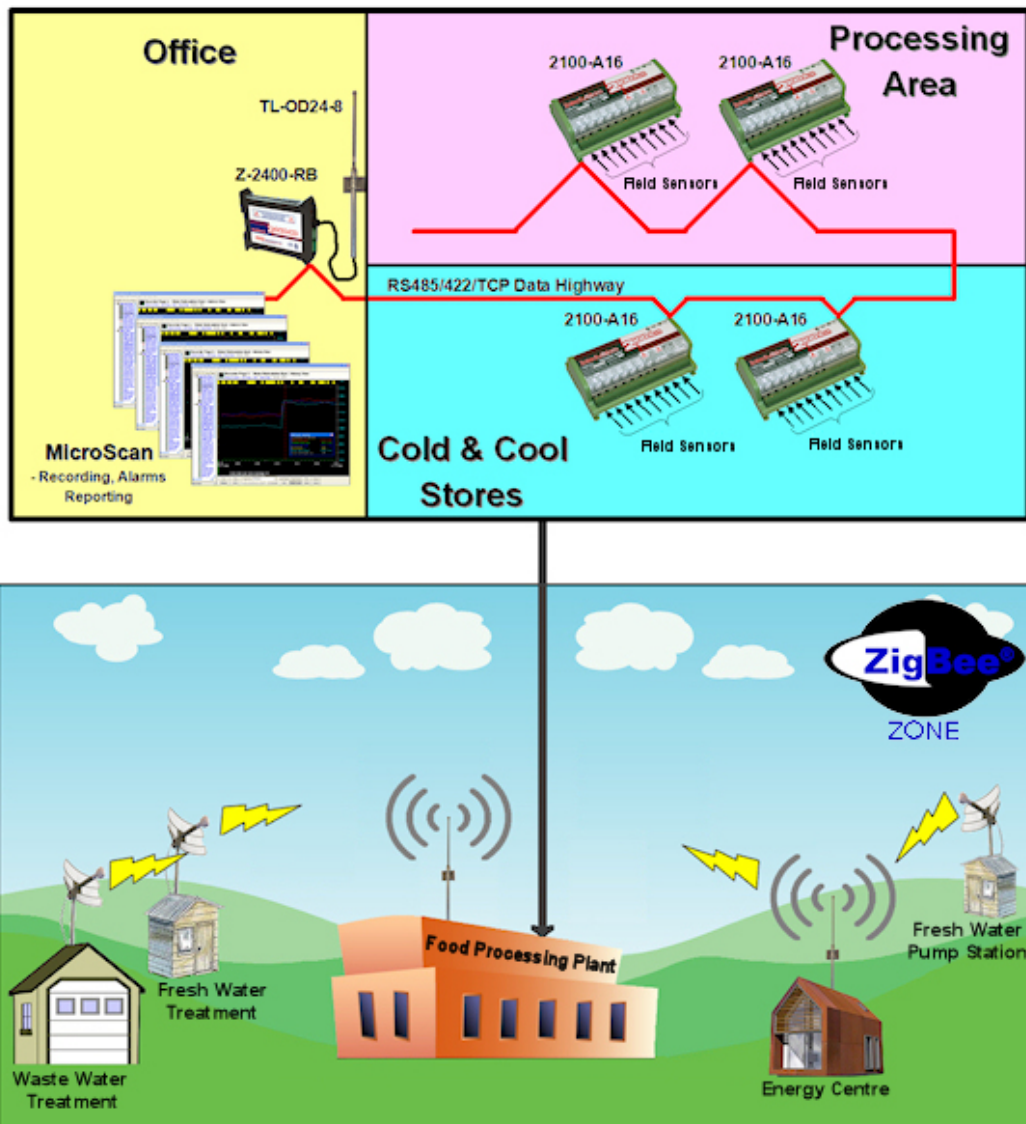 Office
TL-OD24-8
Z-2400-RB
MicroScan
- Recording, Alarms
Reporting
Processing
Area
2100-A16
2100-A16
Field Sensors
Field Sensors
RS485/422/TCP Data Highway
2100-A16
2100-A16
Field Sensors
Field Sensors
Cold & Cool
Stores
ZigBee®
ZONE
Food Processing Plant
Fresh Water
Pump Station
Fresh Water
Treatment
Waste Water
Treatment
Energy Centre